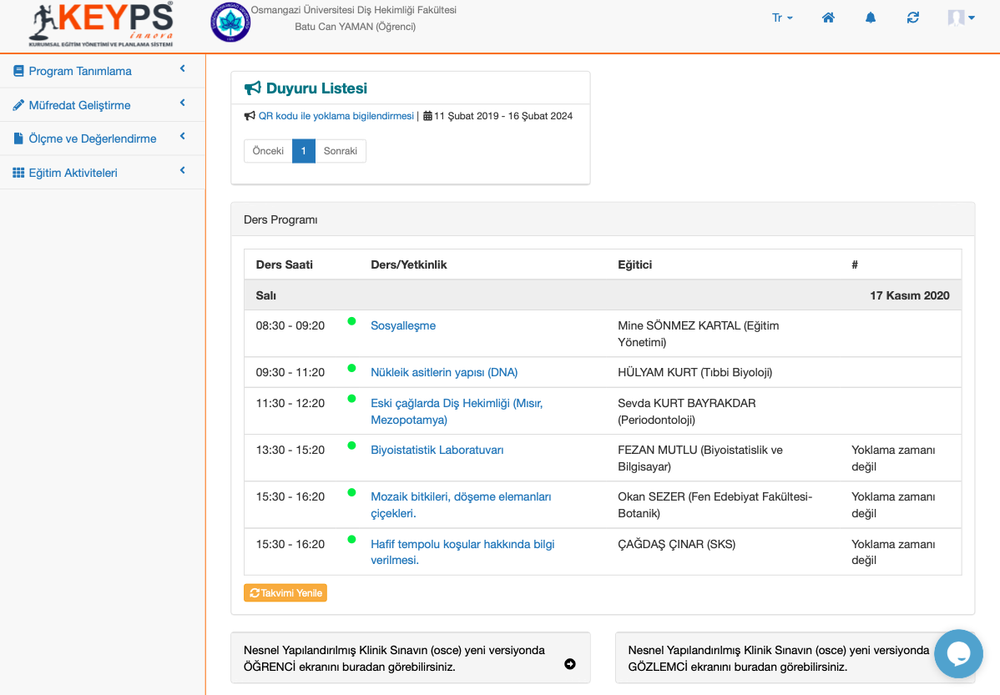 KEYPS
innova
KURUMSAL EĞİTİM YÖNETİMİ VE PLANLAMA SİSTEMİ
Osmangazi Üniversitesi Diş Hekimliği Fakültesi
Batu Can YAMAN (Öğrenci)
Tr
Program Tanımlama
Müfredat Geliştirme
Ölçme ve Değerlendirme
Eğitim Aktiviteleri
Duyuru Listesi
QR kodu ile yoklama bigilendirmesi | 11 Şubat 2019 - 16 Şubat 2024
Önceki 1 Sonraki
Ders Programı
Ders Saati Ders/Yetkinlik Eğitici #
Salı 17 Kasım 2020
08:30 - 09:20 Sosyalleşme Mine SÖNMEZ KARTAL (Eğitim
Yönetimi)
09:30 - 11:20 Nükleik asitlerin yapısı (DNA) HÜLYAM KURT (Tıbbi Biyoloji)
11:30 - 12:20 Eski çağlarda Diş Hekimliği (Mısır, Sevda KURT BAYRAKDAR
Mezopotamya) (Periodontoloji)
13:30 - 15:20 Biyoistatistik Laboratuvarı FEZAN MUTLU (Biyoistatislik ve Yoklama zamanı
Bilgisayar) değil
15:30 - 16:20 Mozaik bitkileri, döşeme elemanları Okan SEZER (Fen Edebiyat Fakültesi- Yoklama zamanı
çiçekleri. Botanik) değil
15:30 - 16:20 Hafif tempolu koşular hakkında bilgi ÇAĞDAŞ ÇINAR (SKS) Yoklama zamanı
verilmesi. değil
Takvimi Yenile
Nesnel Yapılandırılmış Klinik Sınavın (osce) yeni versiyonda
ÖĞRENCİ ekranını buradan görebilirsiniz.
Nesnel Yapılandırılmış Klinik Sınavın (osce) yeni versiyonda
GÖZLEMCİ ekranını buradan görebilirsiniz.